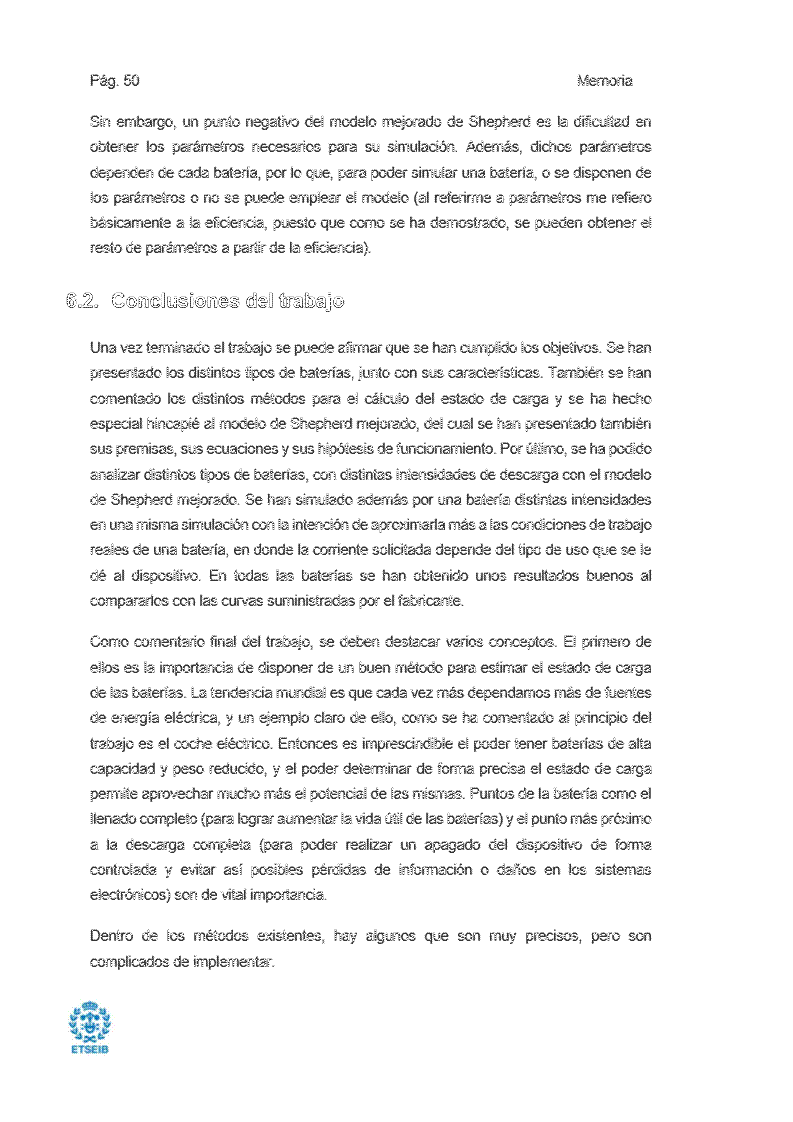 Pág. 50 Memoria
Sin embargo, un punto negativo del modelo mejorado de Shepherd es la dificultad en
obtener los parámetros necesarios para su simulación. Además, dichos parámetros
dependen de cada batería, por lo que, para poder simular una batería, o se disponen de
los parámetros o no se puede emplear el modelo (al referirme a parámetros me refiero
básicamente a la eficiencia, puesto que como se ha demostrado, se pueden obtener el
resto de parámetros a partir de la eficiencia).
6.2. Conclusiones del trabajo
Una vez terminado el trabajo se puede afirmar que se han cumplido los objetivos. Se han
presentado los distintos tipos de baterías, junto con sus características. También se han
comentado los distintos métodos para el cálculo del estado de carga y se ha hecho
especial hincapié al modelo de Shepherd mejorado, del cual se han presentado también
sus premisas, sus ecuaciones y sus hipótesis de funcionamiento. Por último, se ha podido
analizar distintos tipos de baterías, con distintas intensidades de descarga con el modelo
de Shepherd mejorado. Se han simulado además por una batería distintas intensidades
en una misma simulación con la intención de aproximarla más a las condiciones de trabajo
reales de una batería, en donde la corriente solicitada depende del tipo de uso que se le
dé al dispositivo. En todas las baterías se han obtenido unos resultados buenos al
compararlos con las curvas suministradas por el fabricante.
Como comentario final del trabajo, se deben destacar varios conceptos. El primero de
ellos es la importancia de disponer de un buen método para estimar el estado de carga
de las baterías. La tendencia mundial es que cada vez más dependamos más de fuentes
de energía eléctrica, y un ejemplo claro de ello, como se ha comentado al principio del
trabajo es el coche eléctrico. Entonces es imprescindible el poder tener baterías de alta
capacidad y peso reducido, y el poder determinar de forma precisa el estado de carga
permite aprovechar mucho más el potencial de las mismas. Puntos de la batería como el
llenado completo (para lograr aumentar la vida útil de las baterías) y el punto más próximo
a la descarga completa (para poder realizar un apagado del dispositivo de forma
controlada y evitar así posibles pérdidas de información o daños en los sistemas
electrónicos) son de vital importancia.
Dentro de los métodos existentes, hay algunos que son muy precisos, pero son
complicados de implementar.
ETSEIB